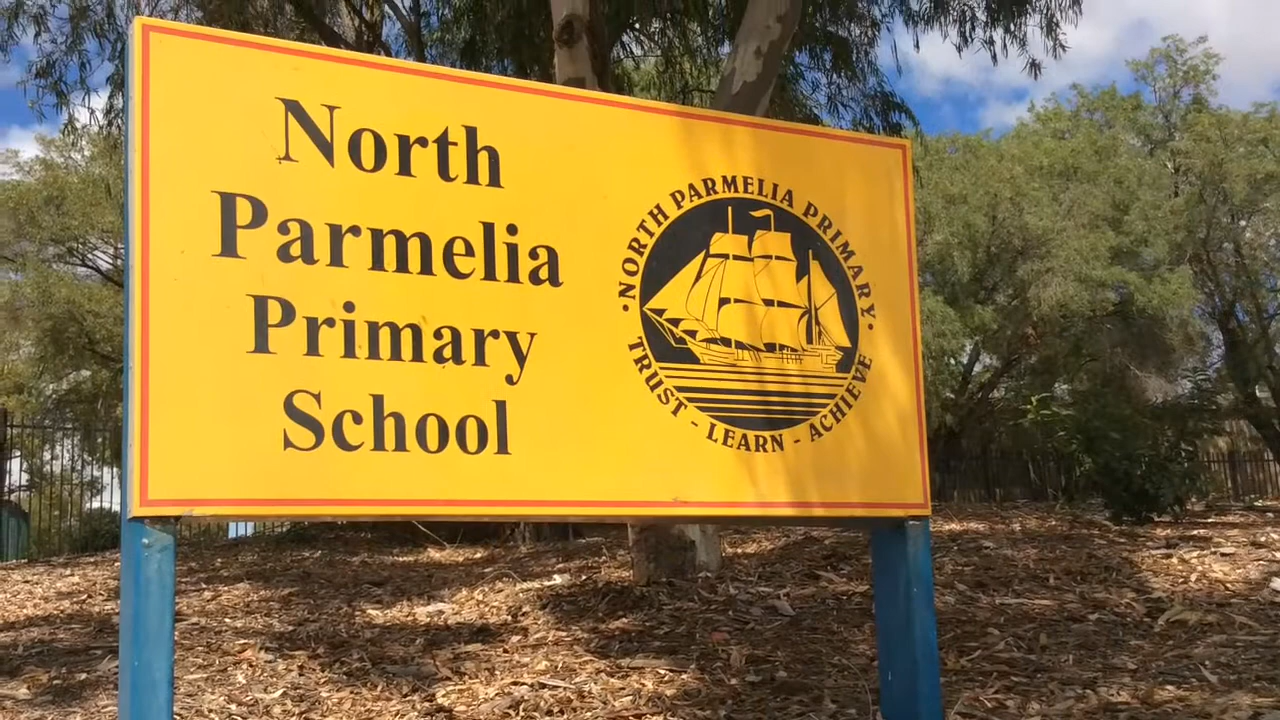 North
Parmelia
Primary
School
· NORTH PARMELIA PRIMARY ·
TRUST - LEARN - ACHIEVE